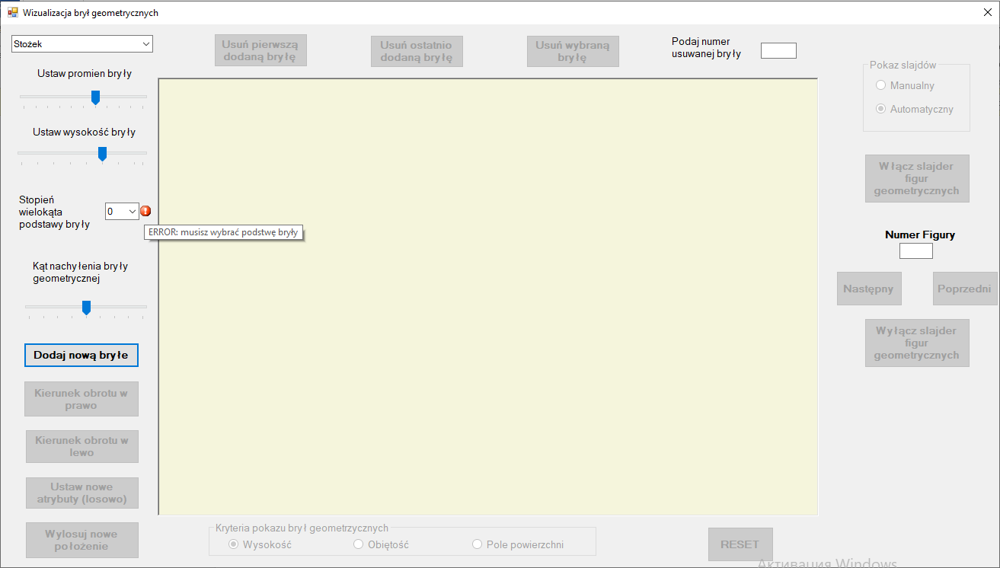 Wizualizacja brył geometrycznych
Stożek
Usuń pierwszą
dodaną bryłę
Usuń ostatnio
dodaną bryłę
Usuń wybraną
bryłę
Podaj numer
usuwanej bryły
Ustaw promien bryły
Ustaw wysokość bryły
Stopień
wielokąta
podstawy bryły
0
ERROR: musisz wybrać podstwę bryły
Kąt nachylenia bryły
geometrycznej
Dodaj nową bryłe
Kierunek obrotu w
prawo
Kierunek obrotu w
lewo
Ustaw nowe
atrybuty (losowo)
Wylosuj nowe
położenie
Kryteria pokazu brył geometrzycznych
Wysokość
Objętość
Pole powierzchni
RESET
Pokaz slajdów
Manualny
Automatyczny
Włącz slajder
figur
geometrycznych
Numer Figury
Następny
Poprzedni
Wyłącz slajder
figur
geometrycznych
Активация Windows